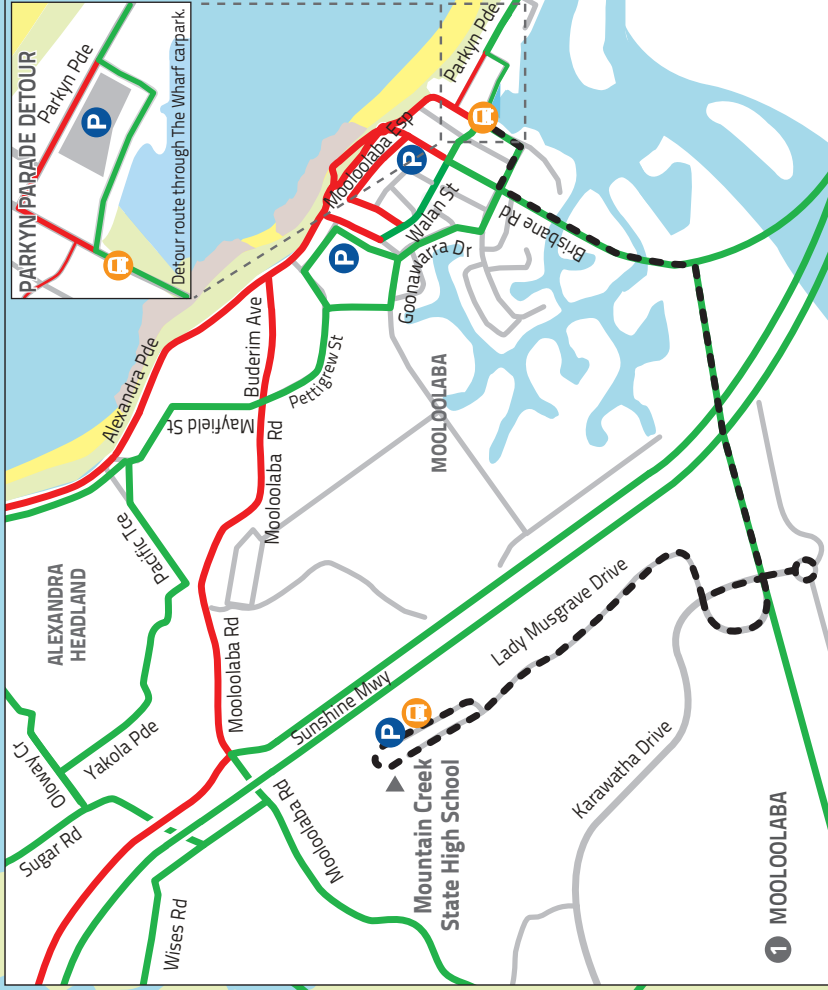 PARKYN PARADE DETOUR
Parkyn Pde
P
Detour route through The Wharf carpark.
Parkyn Pde
Mooloolaba Esp
P
Walan St
Brisbane Rd
P
Goonawarra Dr
Alexandra Pde
Buderim Ave
Pettigrew St
Mayfield St
Mooloolaba Rd
MOOLOOLABA
Pacific Tce
ALEXANDRA
HEADLAND
Mooloolaba Rd
Lady Musgrave Drive
Sunshine Mwy
Oloway Cr
Yakola Pde
P
Sugar Rd
Mooloolaba Rd
Mountain Creek
State High School
Karawatha Drive
Wises Rd
1 MOOLOOLABA